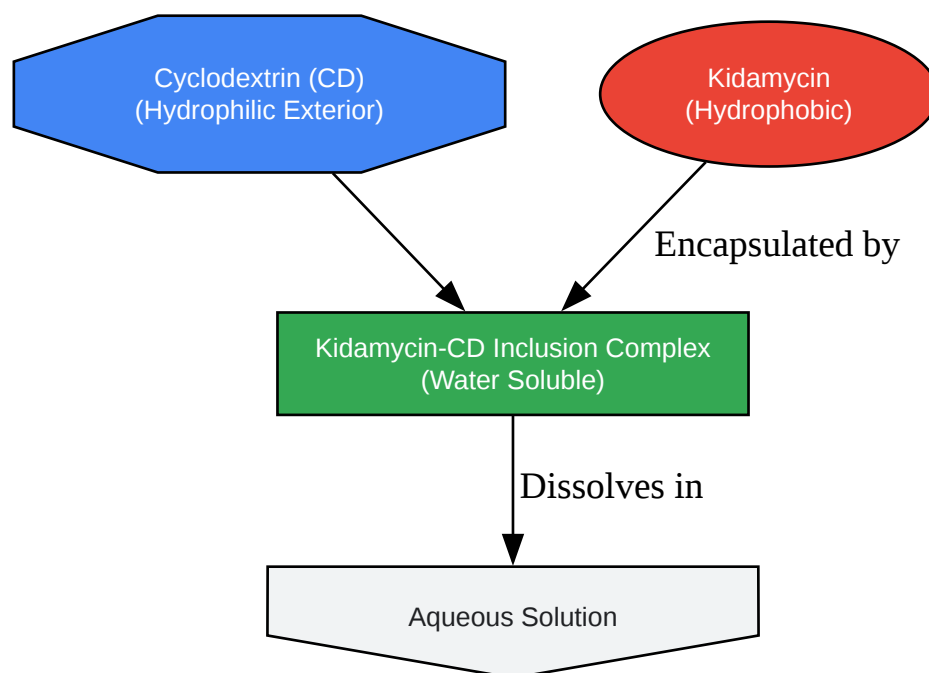 Cyclodextrin (CD)
(Hydrophilic Exterior)
Kidamycin
(Hydrophobic)
Encapsulated by
Kidamycin-CD Inclusion Complex
(Water Soluble)
Dissolves in
Aqueous Solution